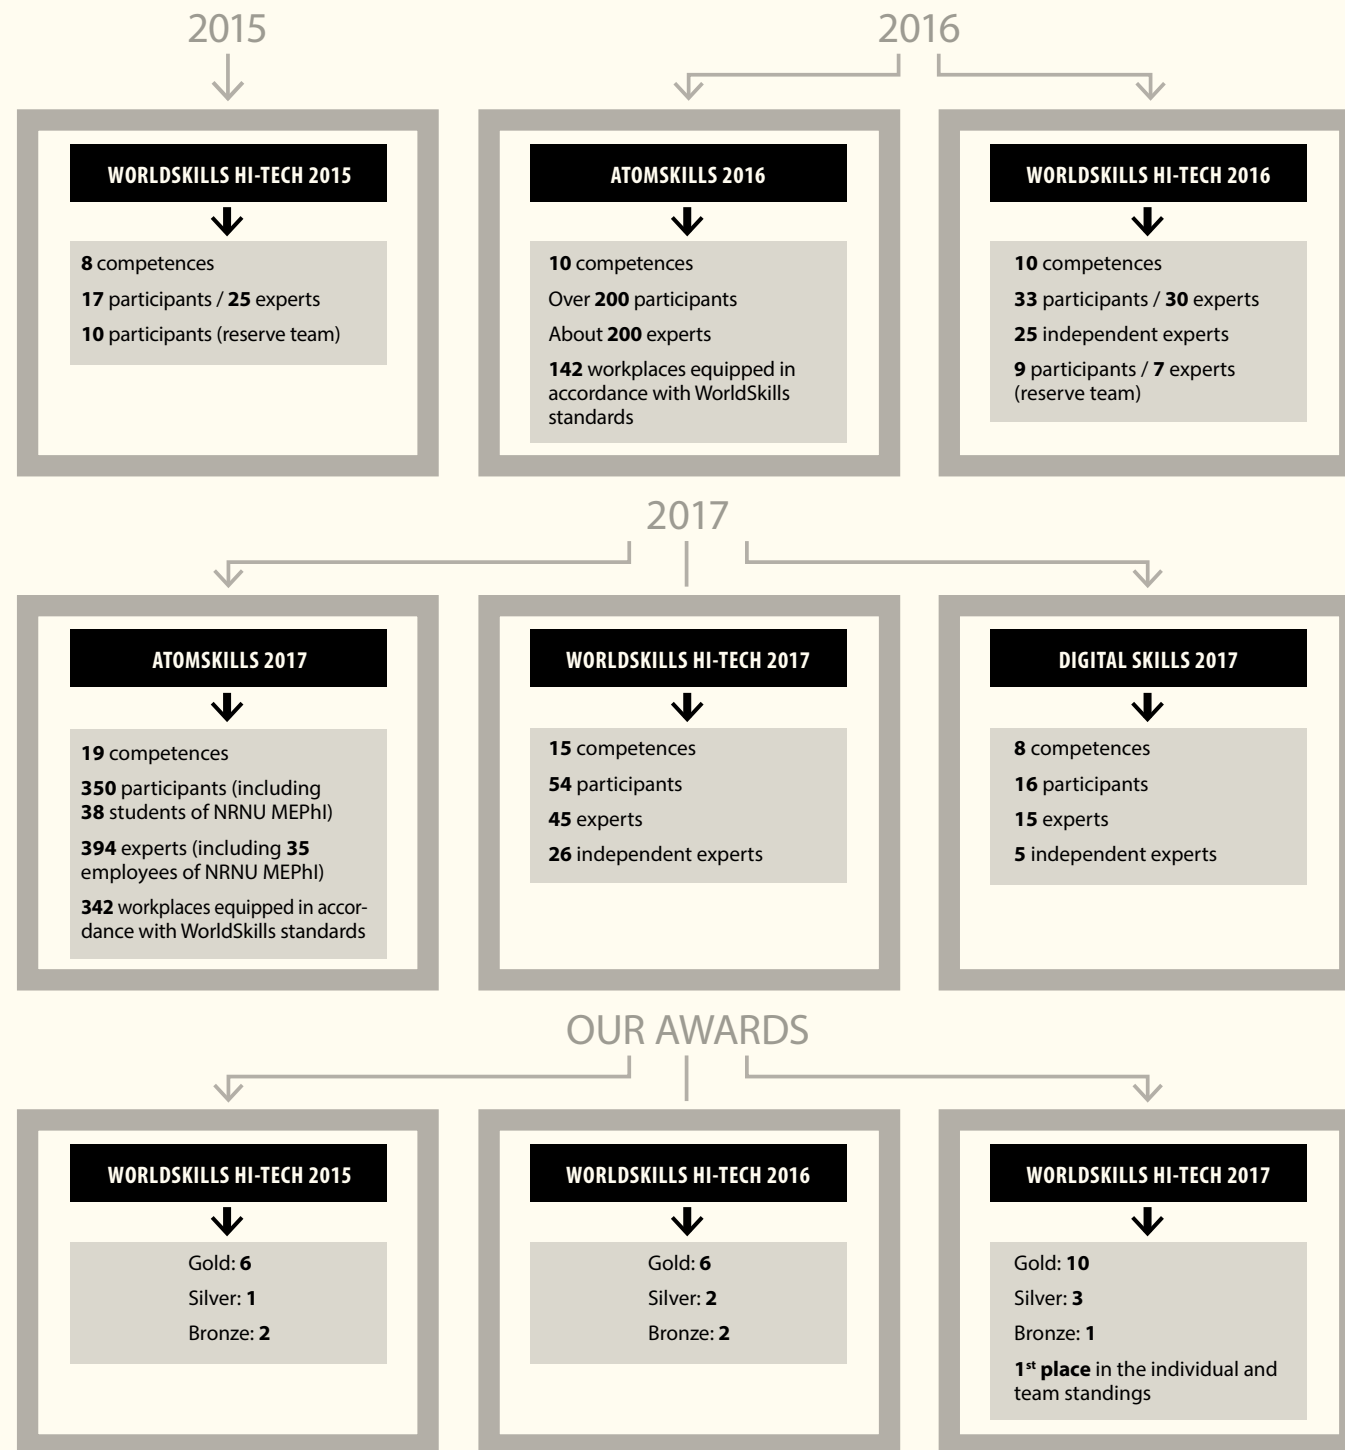 2015
2016
WORLDSKILLS HI-TECH 2015
8 competences
17 participants / 25 experts
10 participants (reserve team)
ATOMSKILLS 2016
10 competences
Over 200 participants
About 200 experts
142 workplaces equipped in
accordance with WorldSkills
standards
WORLDSKILLS HI-TECH 2016
10 competences
33 participants / 30 experts
25 independent experts
9 participants / 7 experts
(reserve team)
2017
ATOMSKILLS 2017
19 competences
350 participants (including
38 students of NRNU MEPhI)
394 experts (including 35
employees of NRNU MEPhI)
342 workplaces equipped in accor-
dance with WorlSkills standards
WORLDSKILLS HI-TECH 2017
15 competences
54 participants
45 experts
26 independent experts
DIGITAL SKILLS 2017
8 competences
16 participants
15 experts
5 independent experts
OUR AWARDS
WORLDSKILLS HI-TECH 2015
Gold: 6
Silver: 1
Bronze: 2
WORLDSKILLS HI-TECH 2016
Gold: 6
Silver: 2
Bronze: 2
WORLDSKILLS HI-TECH 2017
Gold: 10
Silver: 3
Bronze: 1
1st place in the individual and
team standings